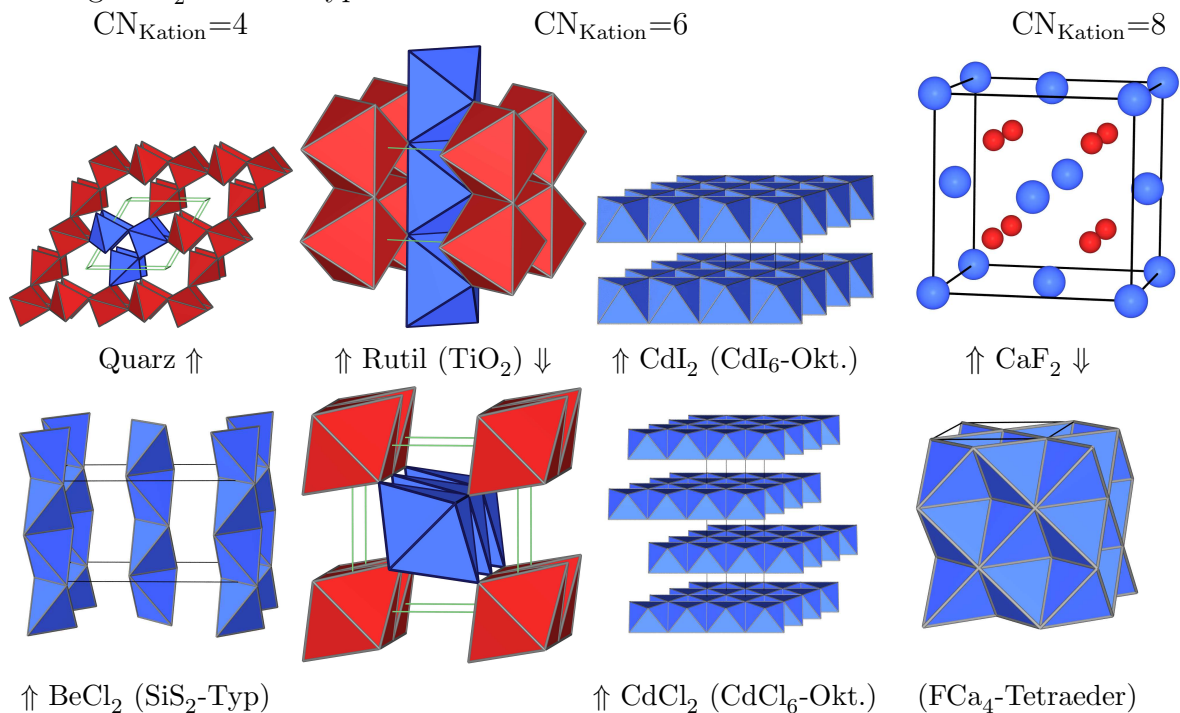 CN_Kation=4 CN_Kation=6 CN_Kation=8
Quarz ⇑ ⇑ Rutil (TiO₂) ⇓ ⇑ CdI₂ (CdI₆-Okt.) ⇑ CaF₂ ⇓
⇑ BeCl₂ (SiS₂-Typ) ⇑ CdCl₂ (CdCl₆-Okt.) (FCa₄-Tetraeder)